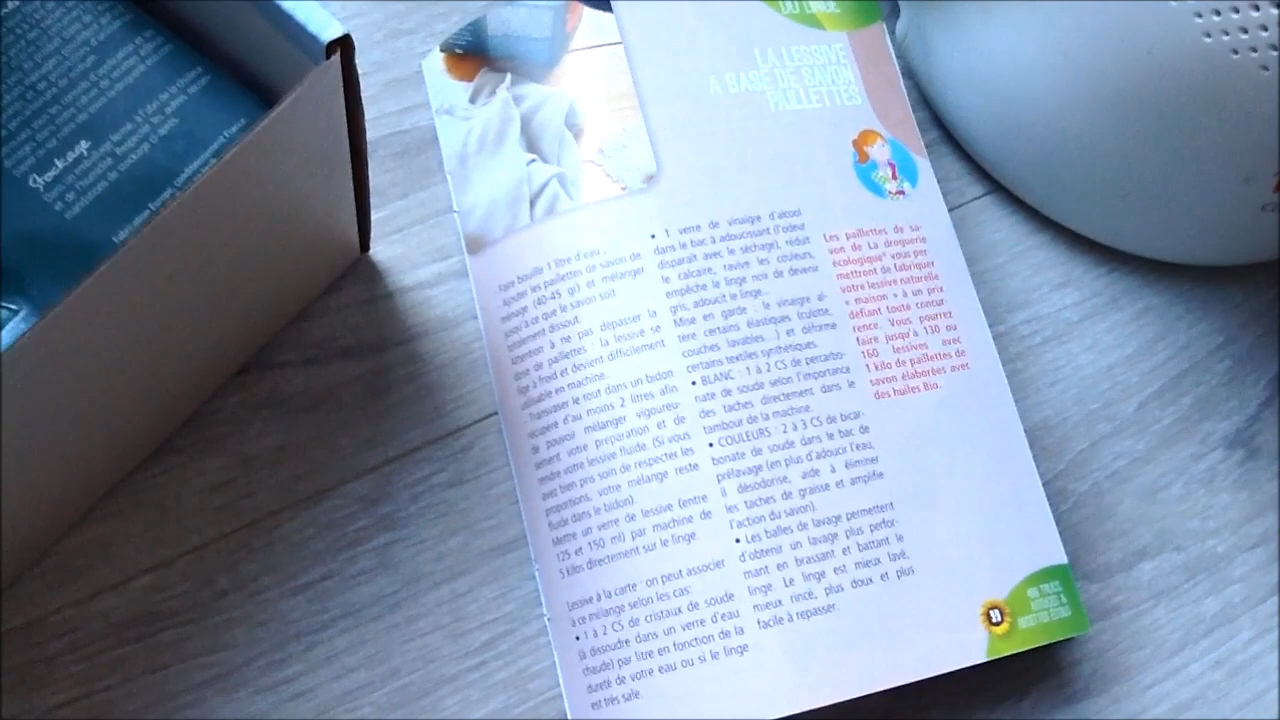 DU LINGE
LA LESSIVE
A BASE DE SAVON
PAILLETTES
. Faire bouillir 1 litre d'eau .
. Ajouter les paillettes de savon de
ménage (40-45 g) et mélanger
jusqu'à ce que le savon soit
totalement dissout.
Attention à ne pas dépasser la
dose de paillettes : la lessive se
fige à froid et devient difficilement
utilisable en machine.
Transvaser le tout dans un bidon
récupéré d'au moins 2 litres afin
de pouvoir mélanger vigoureu-
sement votre préparation et de
rendre votre lessive fluide. (Si vous
avez bien pris soin de respecter les
proportions, votre mélange reste
fluide dans le bidon).
Mettre un verre de lessive (entre
125 et 150 ml) par machine de
5 kilos directement sur le linge.
Lessive à la carte : on peut associer
à ce mélange selon les cas:
• 1 à 2 CS de cristaux de soude
(à dissoudre dans un verre d'eau
chaude) par litre en fonction de la
dureté de votre eau ou si le linge
est très sale.
• 1 verre de vinaigre d'alcool
dans le bac à adoucissant (l'odeur
disparaît avec le séchage), réduit
le calcaire, ravive les couleurs,
empêche le linge noir de devenir
gris, adoucit le linge..
Mise en garde : le vinaigre al-
tère certains élastiques (culotte,
couches lavables...) et déforme
certains textiles synthétiques.
• BLANC : 1 à 2 CS de percarbo-
nate de soude selon l'importance
des taches directement dans le
tambour de la machine.
• COULEURS : 2 à 3 CS de bicar-
bonate de soude dans le bac de
prélavage (en plus d'adoucir l'eau,
il désodorise, aide à éliminer
les taches de graisse et amplifie
l'action du savon).
• Les balles de lavage permettent
d'obtenir un lavage plus perfor-
mant en brassant et battant le
linge. Le linge est mieux lavé,
mieux rincé, plus doux et plus
facile à repasser.
Les paillettes de sa-
von de La droguerie
écologique® vous per
mettront de fabriquer
votre lessive naturelle
« maison » à un prix
défiant toute concur-
rence. Vous pourrez
faire jusqu'à 130 ou
160 lessives avec
1 kilo de paillettes de
savon élaborées avec
des huiles Bio.
TRUCS,
ASTUCES &
RECETTES ÉCOLO
Stockage